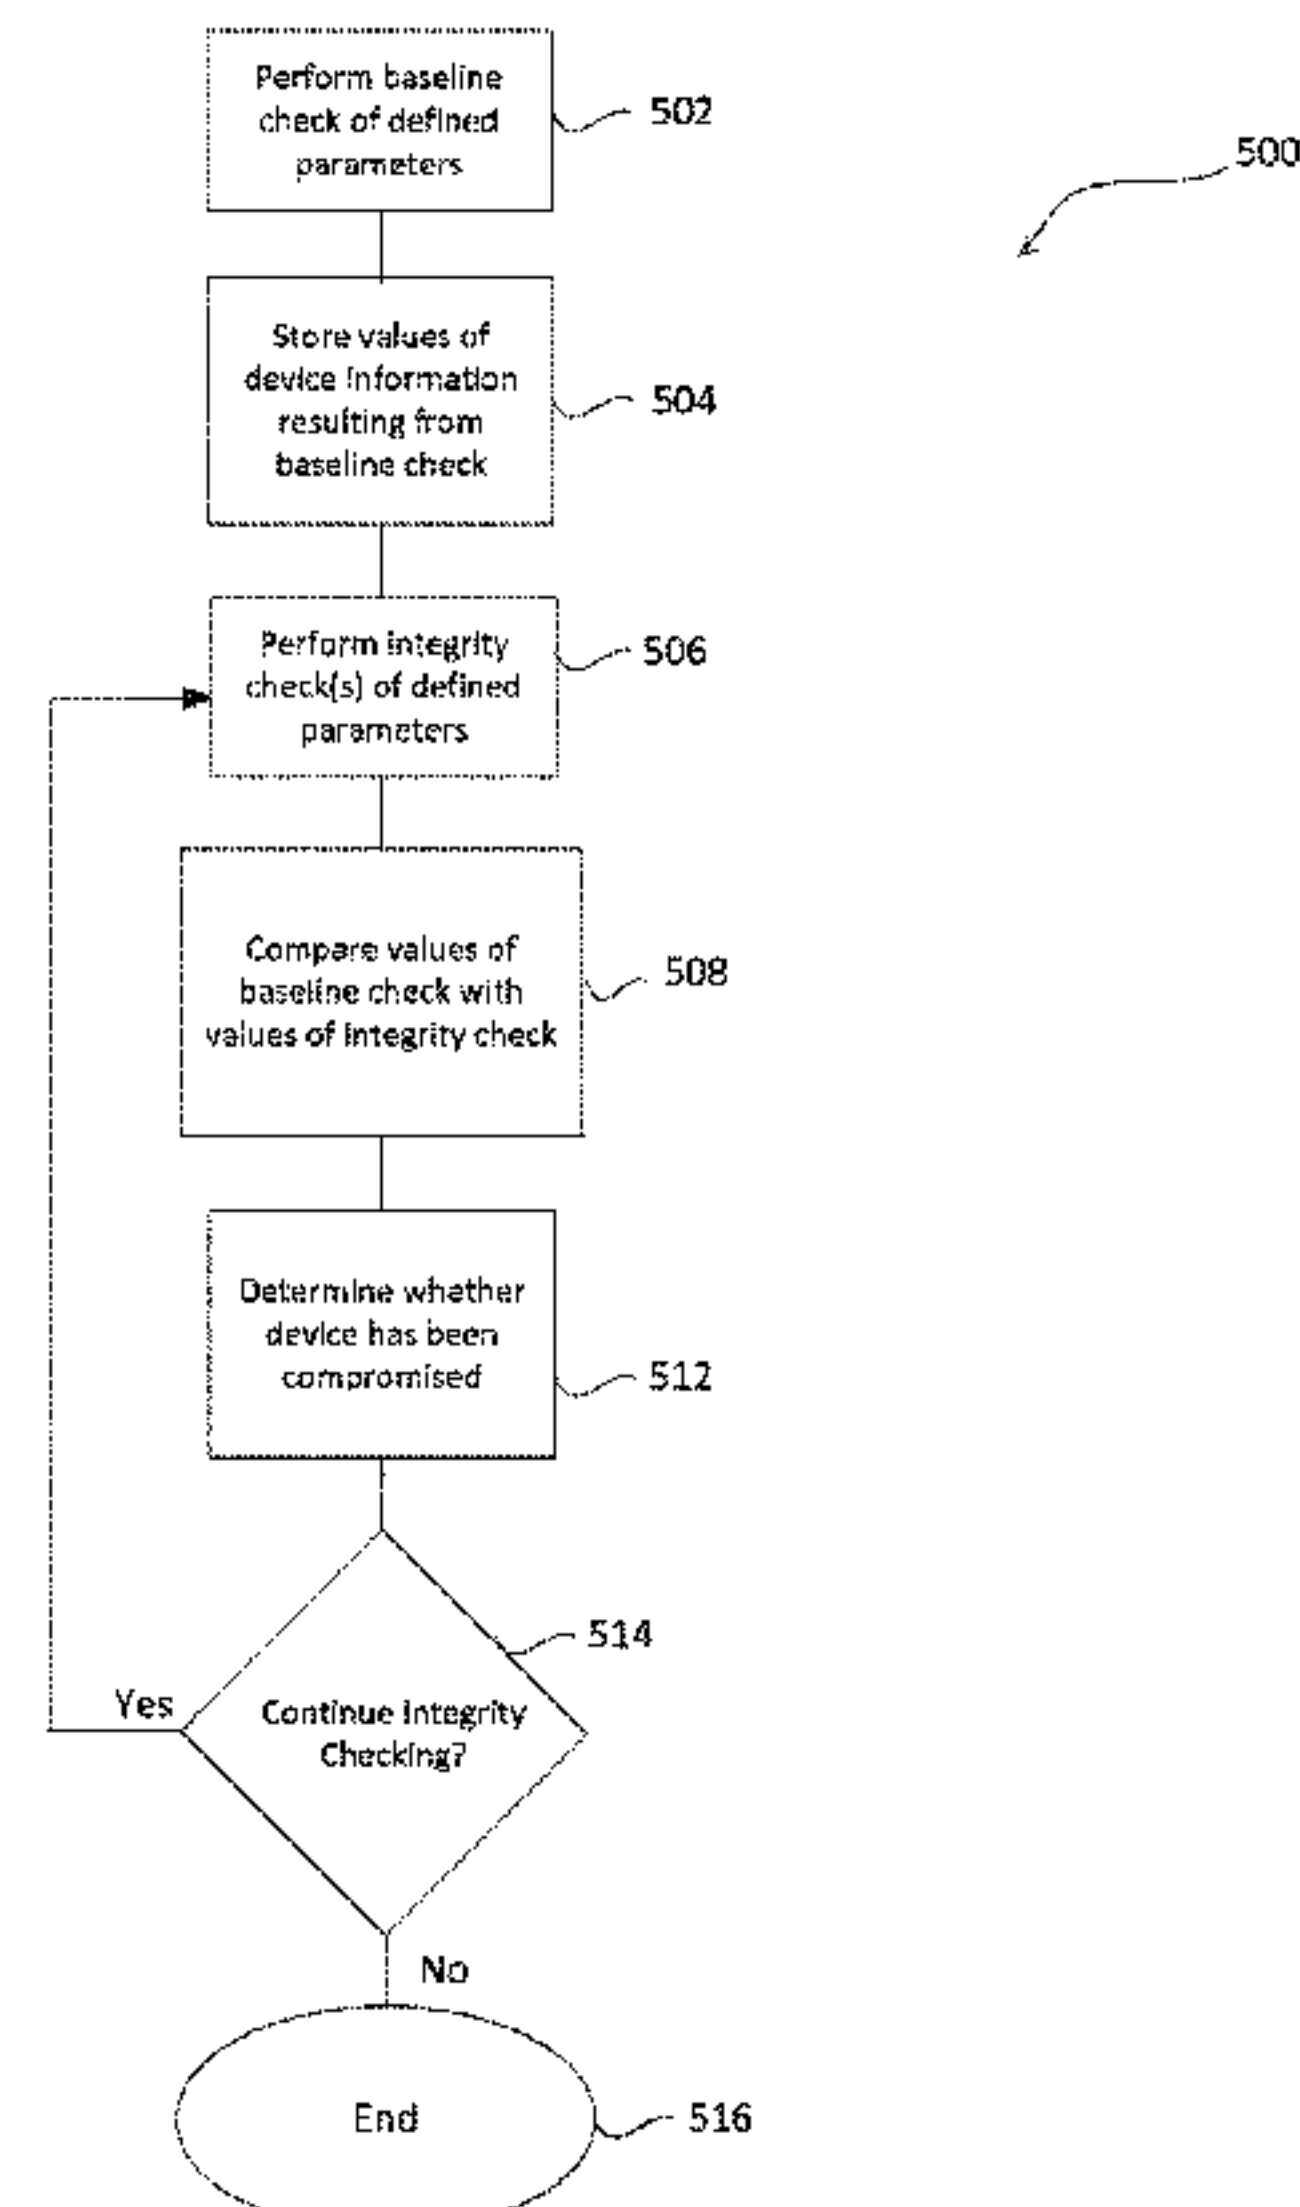 Perform baseline
check of defined
parameters
502
500
Store values of
device information
resulting from
baseline check
504
Perform integrity
check(s) of defined
parameters
506
Compare values of
baseline check with
values of integrity check
508
Determine whether
device has been
compromised
512
514
Yes
Continue Integrity
Checking?
No
End
516